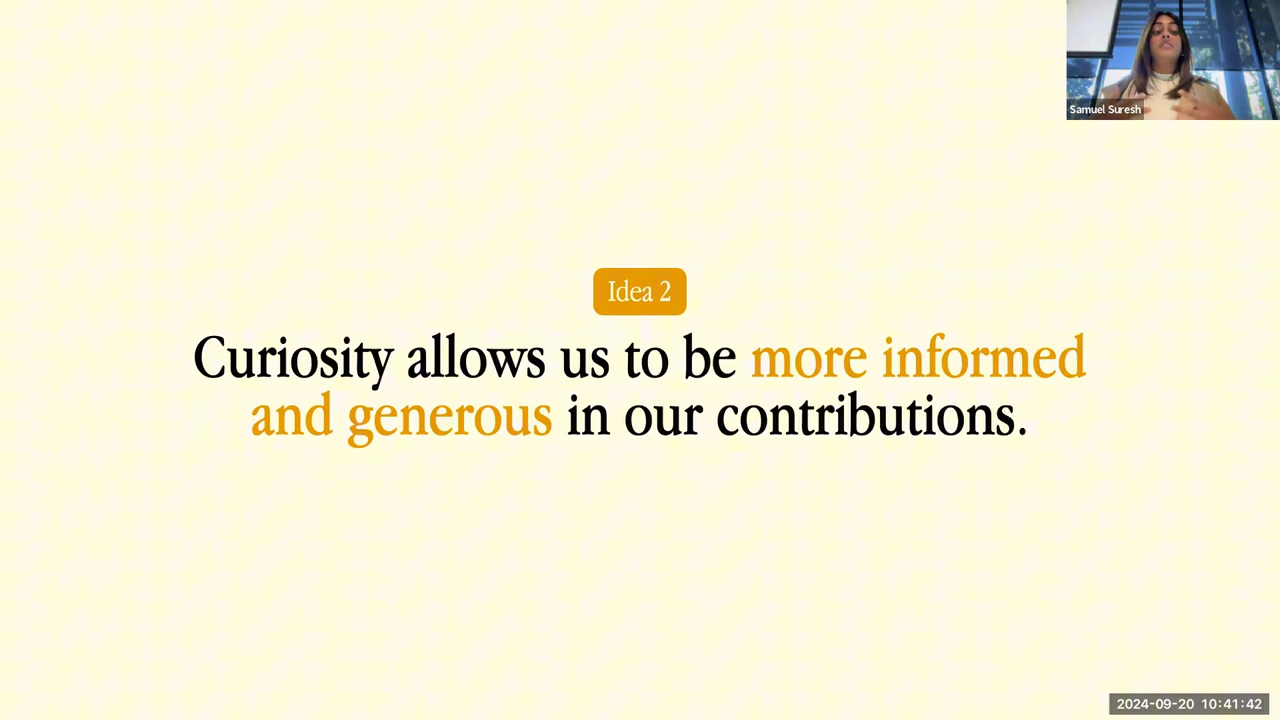 Samuel Suresh
Idea 2
Curiosity allows us to be more informed
and generous in our contributions.
2024-09-20 10:41:42